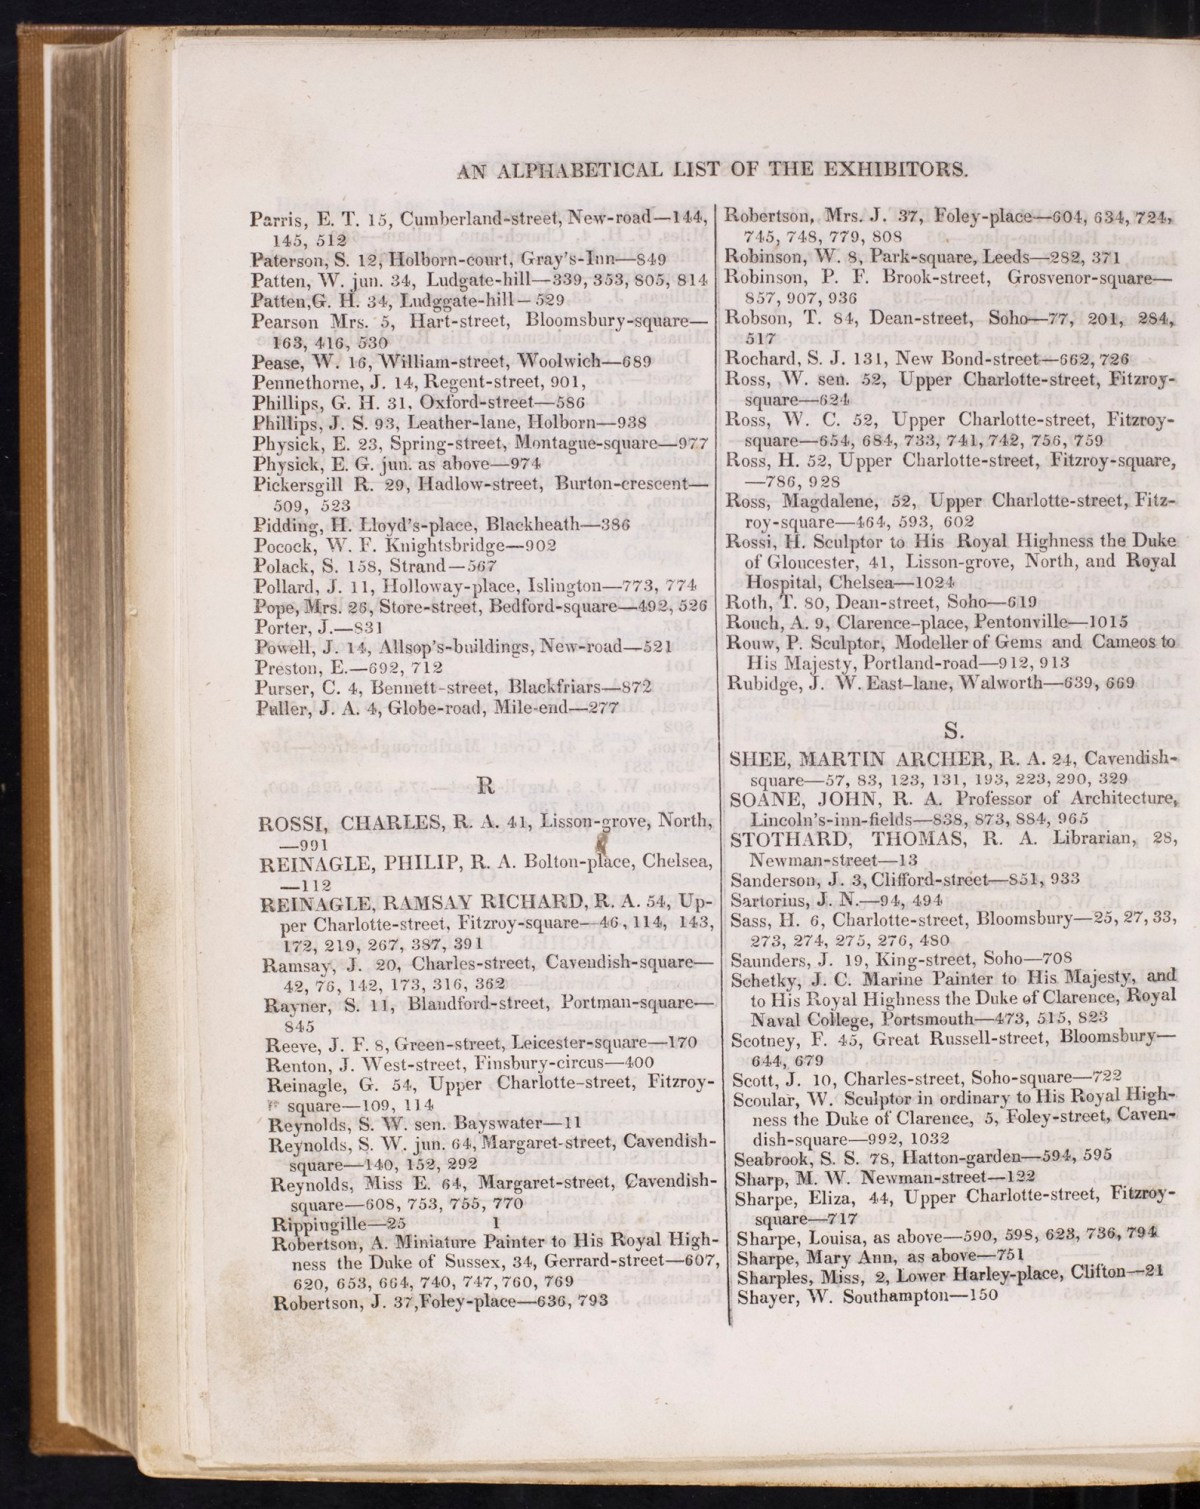 AN ALPHABETICAL LIST OF THE EXHIBITORS.
Parris, E. T. 15, Cumberland-street, New-road—144,
145, 512
Paterson, S. 12, Holborn-court, Gray's-Inn—849
Patten, W. jun. 34, Ludgate-hill—339, 353, 805, 814
Patten,G. H. 34, Ludggate-hill—529
Pearson Mrs. 5, Hart-street, Bloomsbury-square—
163, 416, 530
Pease, W. 16, William-street, Woolwich—689
Pennethorne, J. 14, Regent-street, 901,
Phillips, G. H. 31, Oxford-street—586
Phillips, J. S. 93, Leather-lane, Holborn—938
Physick, E. 23, Spring-street, Montague-square—977
Physick, E. G. jun. as above—974
Pickersgill R. 29, Hadlow-street, Burton-crescent—
509, 523
Pidding, H. Lloyd's-place, Blackheath—386
Pocock, W. F. Knightsbridge—902
Polack, S. 158, Strand—567
Pollard, J. 11, Holloway-place, Islington—773, 774
Pope, Mrs. 26, Store-street, Bedford-square—492, 526
Porter, J.—831
Powell, J. 14, Allsop's-buildings, New-road—521
Preston, E.—692, 712
Purser, C. 4, Bennett-street, Blackfriars—872
Puller, J. A. 4, Globe-road, Mile-end—277
R
ROSSI, CHARLES, R. A. 41, Lisson-grove, North,
—991
REINAGLE, PHILIP, R. A. Bolton-place, Chelsea,
—112
REINAGLE, RAMSAY RICHARD, R. A. 54, Up-
per Charlotte-street, Fitzroy-square—46, 114, 143,
172, 219, 267, 387, 391
Ramsay, J. 20, Charles-street, Cavendish-square—
42, 76, 142, 173, 316, 362
Rayner, S. 11, Blandford-street, Portman-square—
845
Reeve, J. F. 8, Green-street, Leicester-square—170
Renton, J. West-street, Finsbury-circus—400
Reinagle, G. 54, Upper Charlotte-street, Fitzroy-
square—109, 114
Reynolds, S. W. sen. Bayswater—11
Reynolds, S. W. jun. 64, Margaret-street, Cavendish-
square—140, 152, 292
Reynolds, Miss E. 64, Margaret-street, Cavendish-
square—608, 753, 755, 770
Rippingille—25 1
Robertson, A. Miniature Painter to His Royal High-
ness the Duke of Sussex, 34, Gerrard-street—607,
620, 653, 664, 740, 747, 760, 769
Robertson, J. 37,Foley-place—636, 793
Robertson, Mrs. J. 37, Foley-place—604, 634, 724,
745, 748, 779, 808
Robinson, W. 8, Park-square, Leeds—282, 371
Robinson, P. F. Brook-street, Grosvenor-square—
857, 907, 936
Robson, T. 84, Dean-street, Soho—77, 201, 284,
517
Rochard, S. J. 131, New Bond-street—662, 726
Ross, W. sen. 52, Upper Charlotte-street, Fitzroy-
square—624
Ross, W. C. 52, Upper Charlotte-street, Fitzroy-
square—654, 684, 733, 741, 742, 756, 759
Ross, H. 52, Upper Charlotte-street, Fitzroy-square,
—786, 928
Ross, Magdalene, 52, Upper Charlotte-street, Fitz-
roy-square—464, 593, 602
Rossi, H. Sculptor to His Royal Highness the Duke
of Gloucester, 41, Lisson-grove, North, and Royal
Hospital, Chelsea—1024
Roth, T. 80, Dean-street, Soho—619
Rouch, A. 9, Clarence-place, Pentonville—1015
Rouw, P. Sculptor, Modeller of Gems and Cameos to
His Majesty, Portland-road—912, 913
Rubidge, J. W. East-lane, Walworth—639, 669
S.
SHEE, MARTIN ARCHER, R. A. 24, Cavendish-
square—57, 83, 123, 131, 193, 223, 290, 329
SOANE, JOHN, R. A. Professor of Architecture,
Lincoln's-inn-fields—838, 873, 884, 965
STOTHARD, THOMAS, R. A. Librarian, 28,
Newman-street—13
Sanderson, J. 3, Clifford-street—851, 933
Sartorius, J. N.—94, 494
Sass, H. 6, Charlotte-street, Bloomsbury—25, 27, 33,
273, 274, 275, 276, 480
Saunders, J. 19, King-street, Soho—708
Schetky, J. C. Marine Painter to His Majesty, and
to His Royal Highness the Duke of Clarence, Royal
Naval College, Portsmouth—473, 515, 823
Scotney, F. 45, Great Russell-street, Bloomsbury—
644, 679
Scott, J. 10, Charles-street, Soho-square—722
Scoular, W. Sculptor in ordinary to His Royal High-
ness the Duke of Clarence, 5, Foley-street, Caven-
dish-square—992, 1032
Seabrook, S. S. 78, Hatton-garden—594, 595
Sharp, M. W. Newman-street—122
Sharpe, Eliza, 44, Upper Charlotte-street, Fitzroy-
square—717
Sharpe, Louisa, as above—590, 598, 623, 736, 794
Sharpe, Mary Ann, as above—751
Sharples, Miss, 2, Lower Harley-place, Clifton—21
Shayer, W. Southampton—150